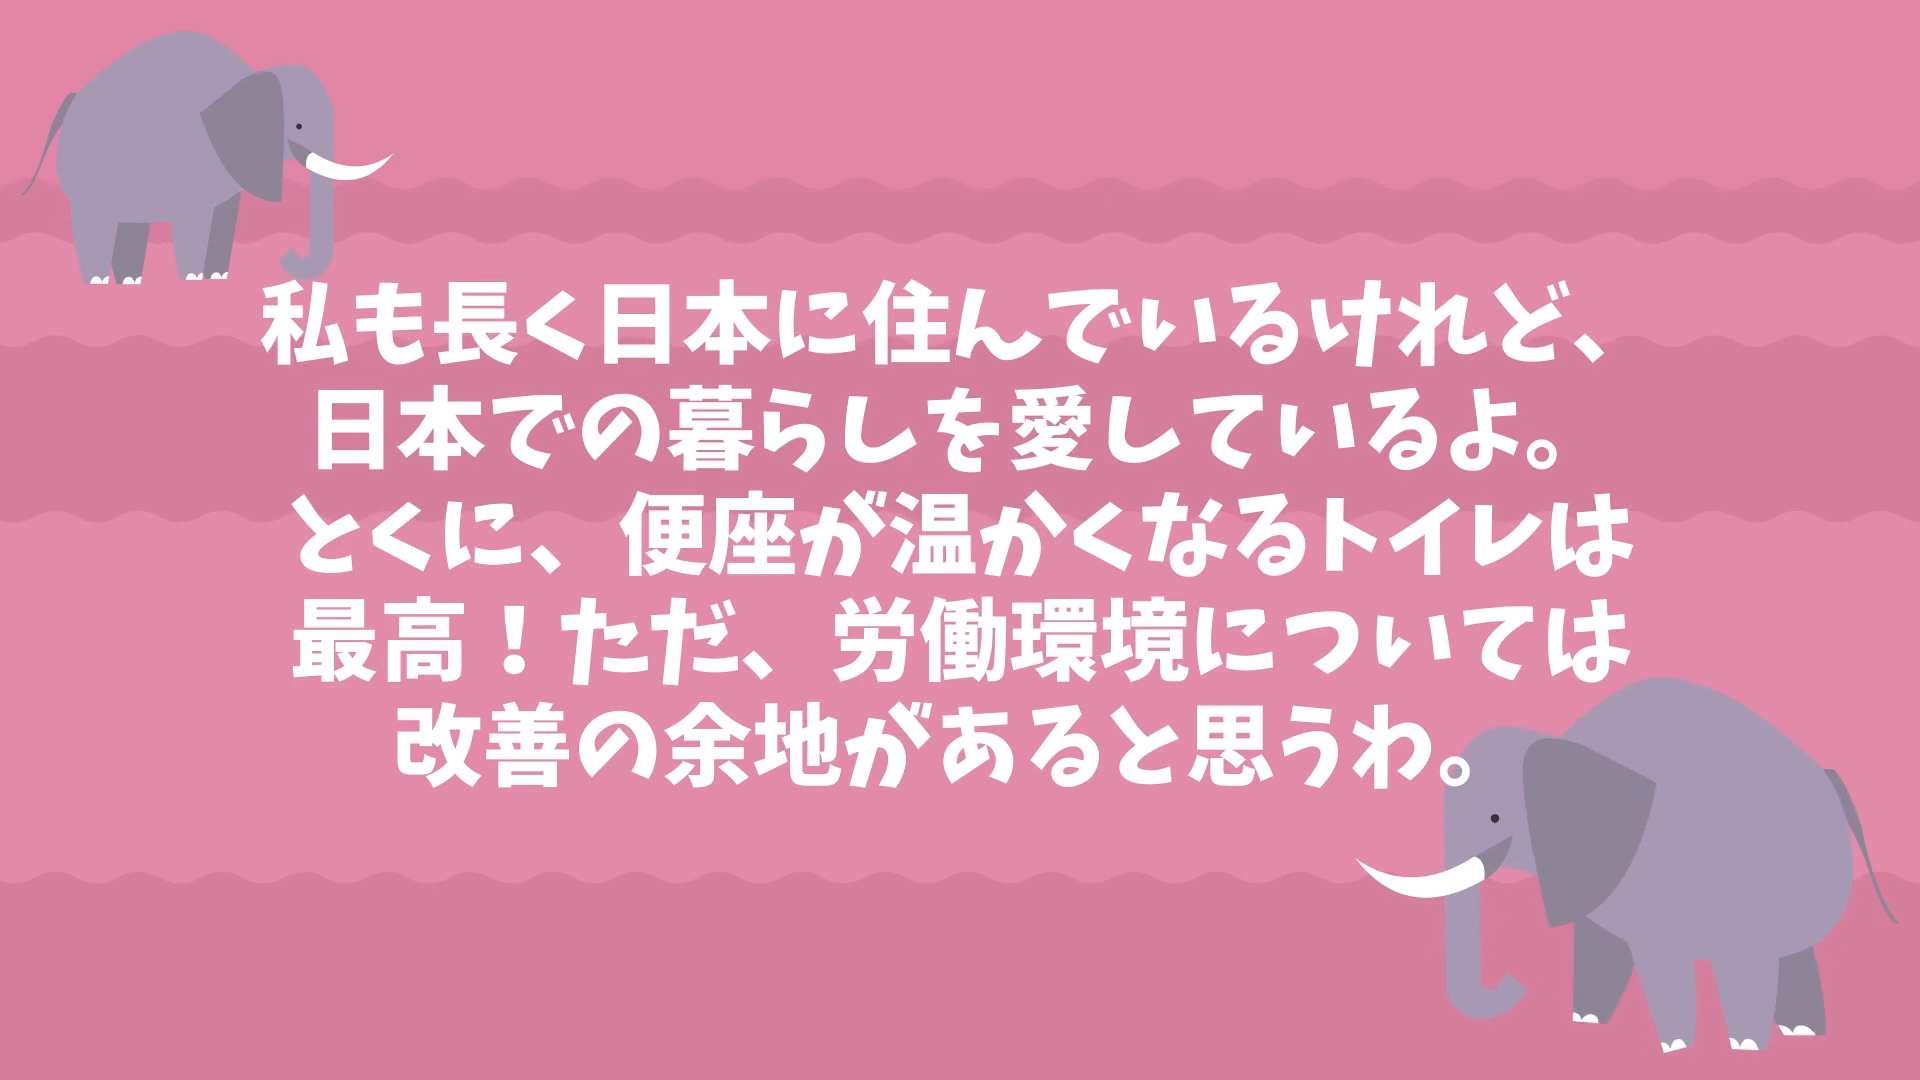 私も長く日本に住んでいるけれど、
日本での暮らしを愛しているよ。
とくに、便座が温かくなるトイレは
最高！ただ、労働環境については
改善の余地があると思うわ。